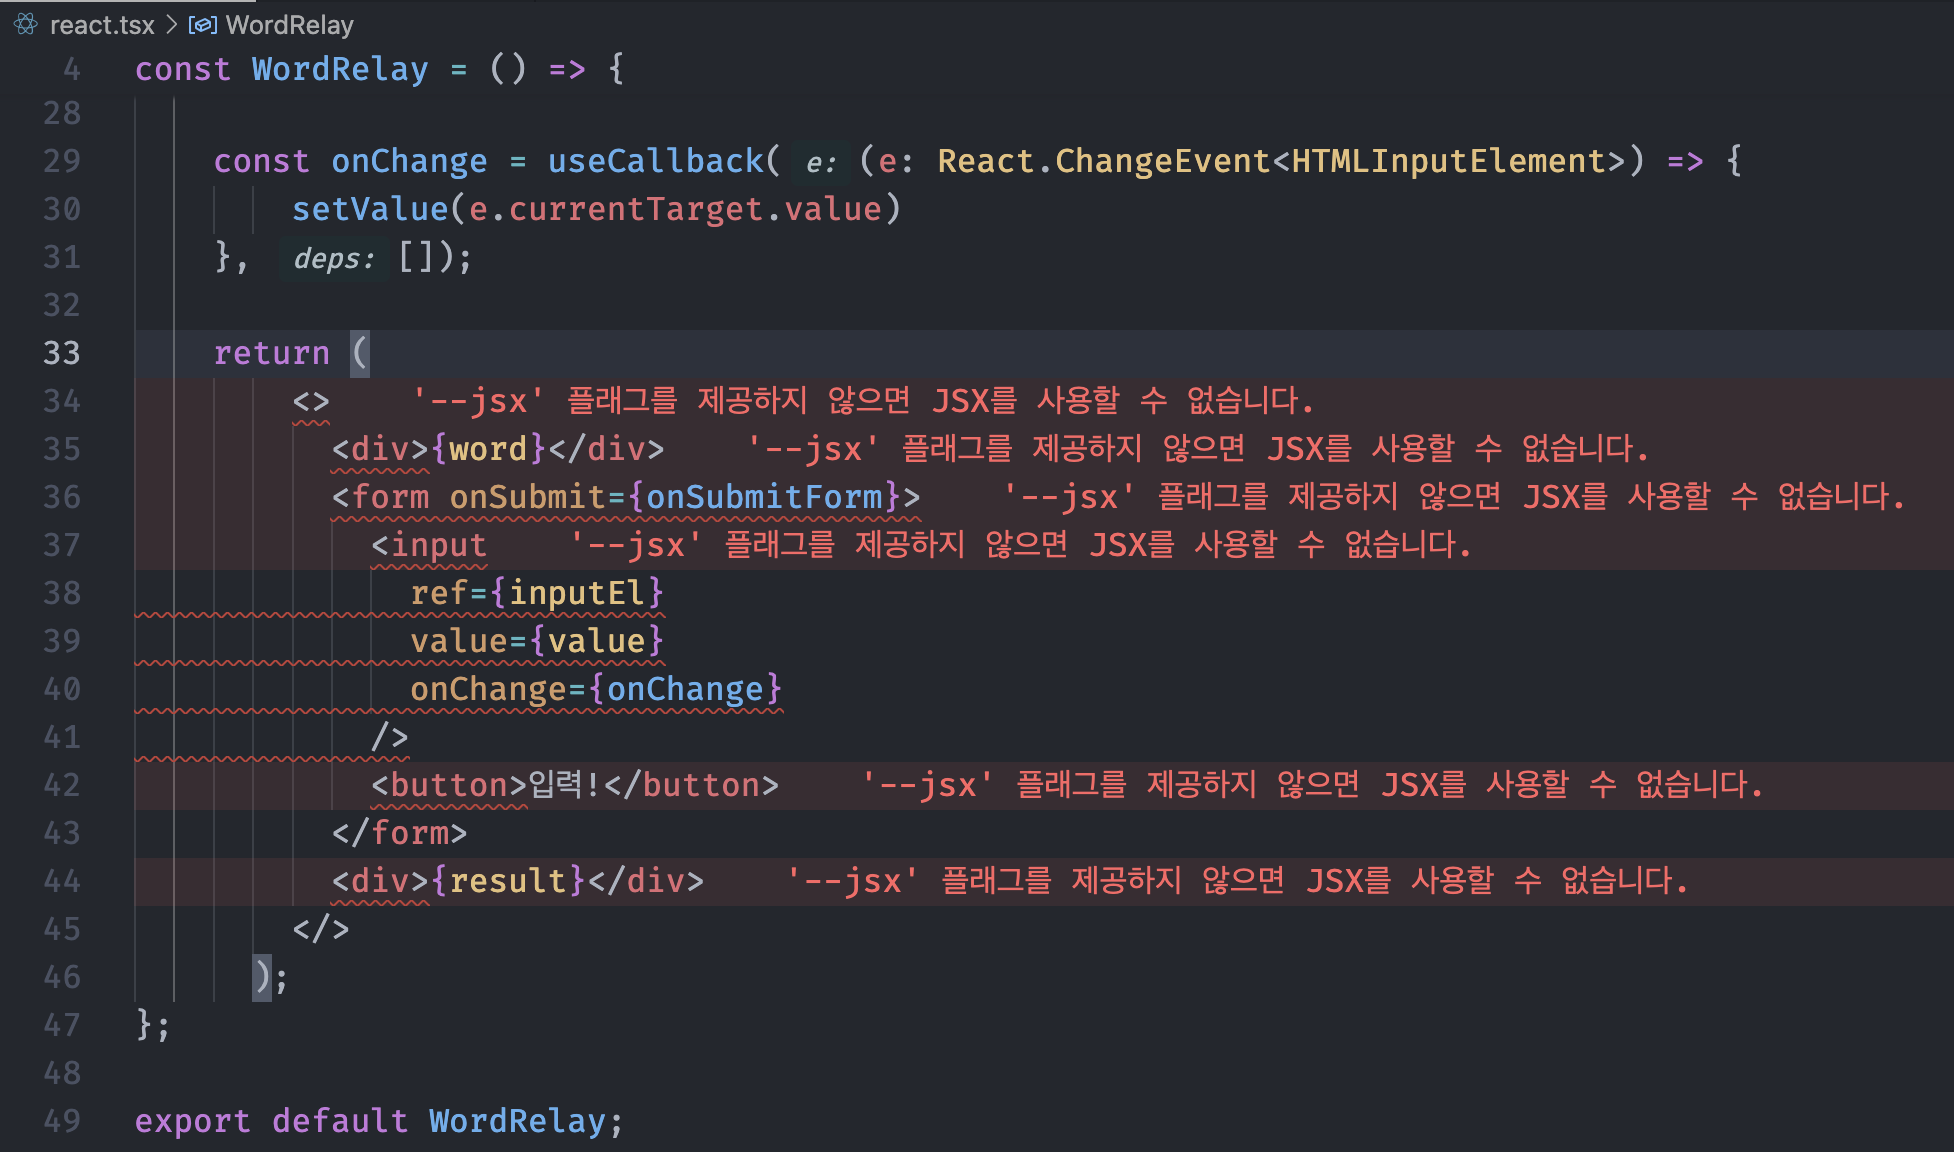 react.tsx > WordRelay
4 const WordRelay = () => {
28
29 const onChange = useCallback( e: (e: React.ChangeEvent<HTMLInputElement>) => {
30 setValue(e.currentTarget.value)
31 }, deps: []);
32
33 return (
34 <> '--jsx' 플래그를 제공하지 않으면 JSX를 사용할 수 없습니다.
35 <div>{word}</div> '--jsx' 플래그를 제공하지 않으면 JSX를 사용할 수 없습니다.
36 <form onSubmit={onSubmitForm}> '--jsx' 플래그를 제공하지 않으면 JSX를 사용할 수 없습니다.
37 <input '--jsx' 플래그를 제공하지 않으면 JSX를 사용할 수 없습니다.
38 ref={inputEl}
39 value={value}
40 onChange={onChange}
41 />
42 <button>입력!</button> '--jsx' 플래그를 제공하지 않으면 JSX를 사용할 수 없습니다.
43 </form>
44 <div>{result}</div> '--jsx' 플래그를 제공하지 않으면 JSX를 사용할 수 없습니다.
45 </>
46 );
47 };
48
49 export default WordRelay;